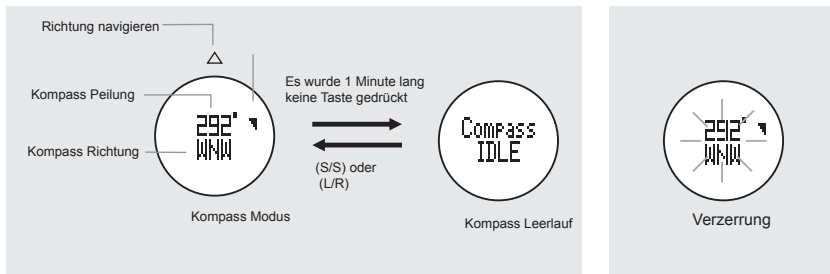 Richtung navigieren
Kompass Peilung
Kompass Richtung
292°
WNW
Kompass Modus
Es wurde 1 Minute lang
keine Taste gedrückt
(S/S) oder
(L/R)
Compass
IDLE
Kompass Leerlauf
292°
WNW
Verzerrung